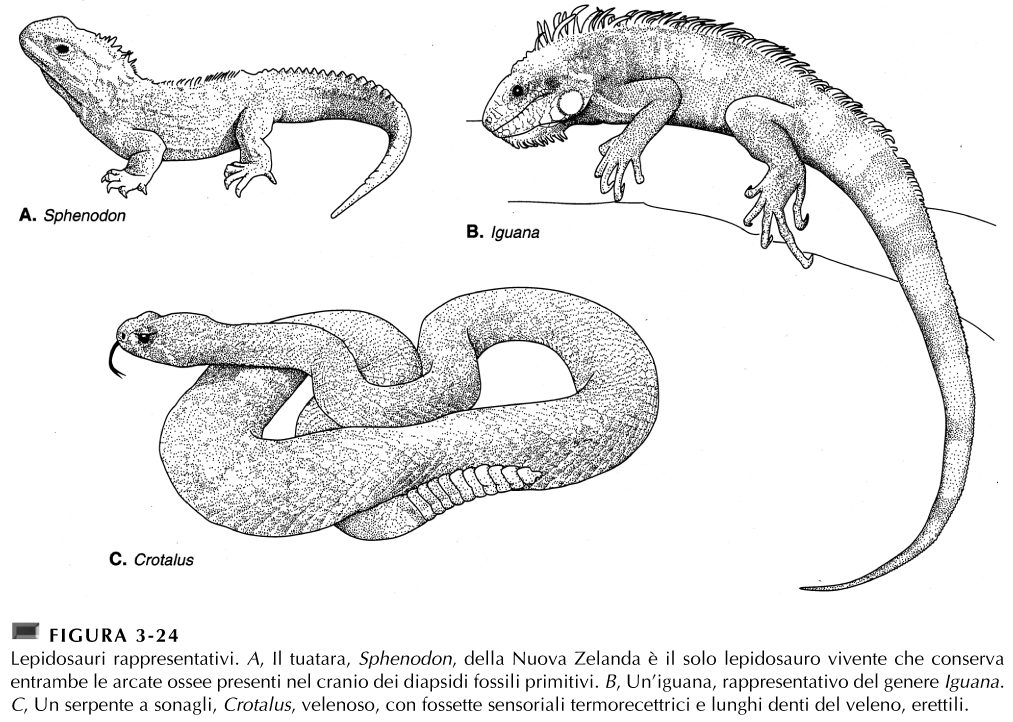 A. Sphenodon
B. Iguana
C. Crotalus
FIGURA 3-24
Lepidosauri rappresentativi. A, Il tuatara, Sphenodon, della Nuova Zelanda è il solo lepidosauro vivente che conserva
entrambe le arcate ossee presenti nel cranio dei diapsidi fossili primitivi. B, Un'iguana, rappresentativo del genere Iguana.
C, Un serpente a sonagli, Crotalus, velenoso, con fossette sensoriali termorecettrici e lunghi denti del veleno, erettili.